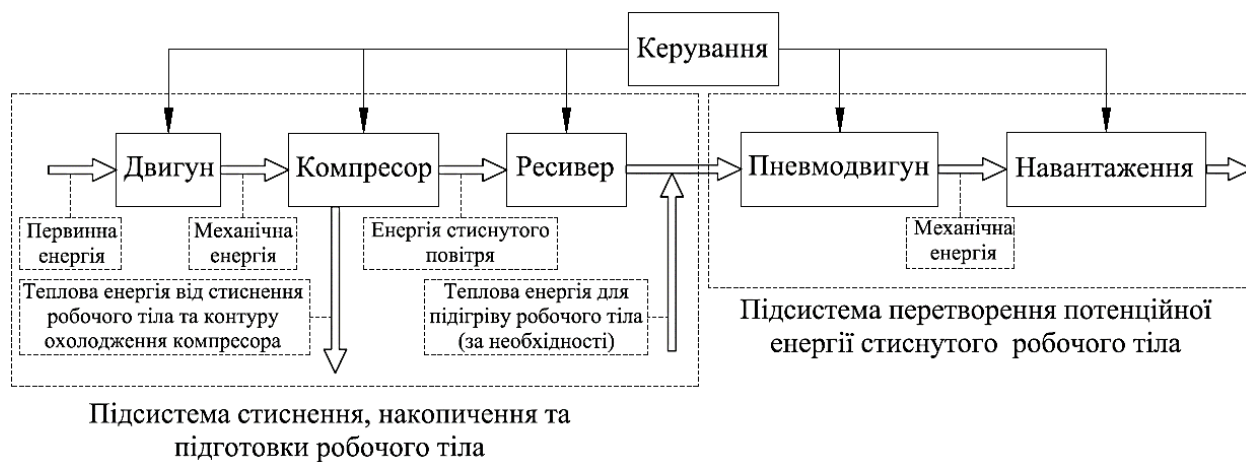 Керування
Двигун
Компресор
Ресивер
Пневмодвигун
Навантаження
Первинна
енергія
Механічна
енергія
Енергія стиснутого
повітря
Механічна
енергія
Теплова енергія від стиснення
робочого тіла та контуру
охолодження компресора
Теплова енергія для
підігріву робочого тіла
(за необхідності)
Підсистема перетворення потенційної
енергії стиснутого робочого тіла
Підсистема стиснення, накопичення та
підготовки робочого тіла